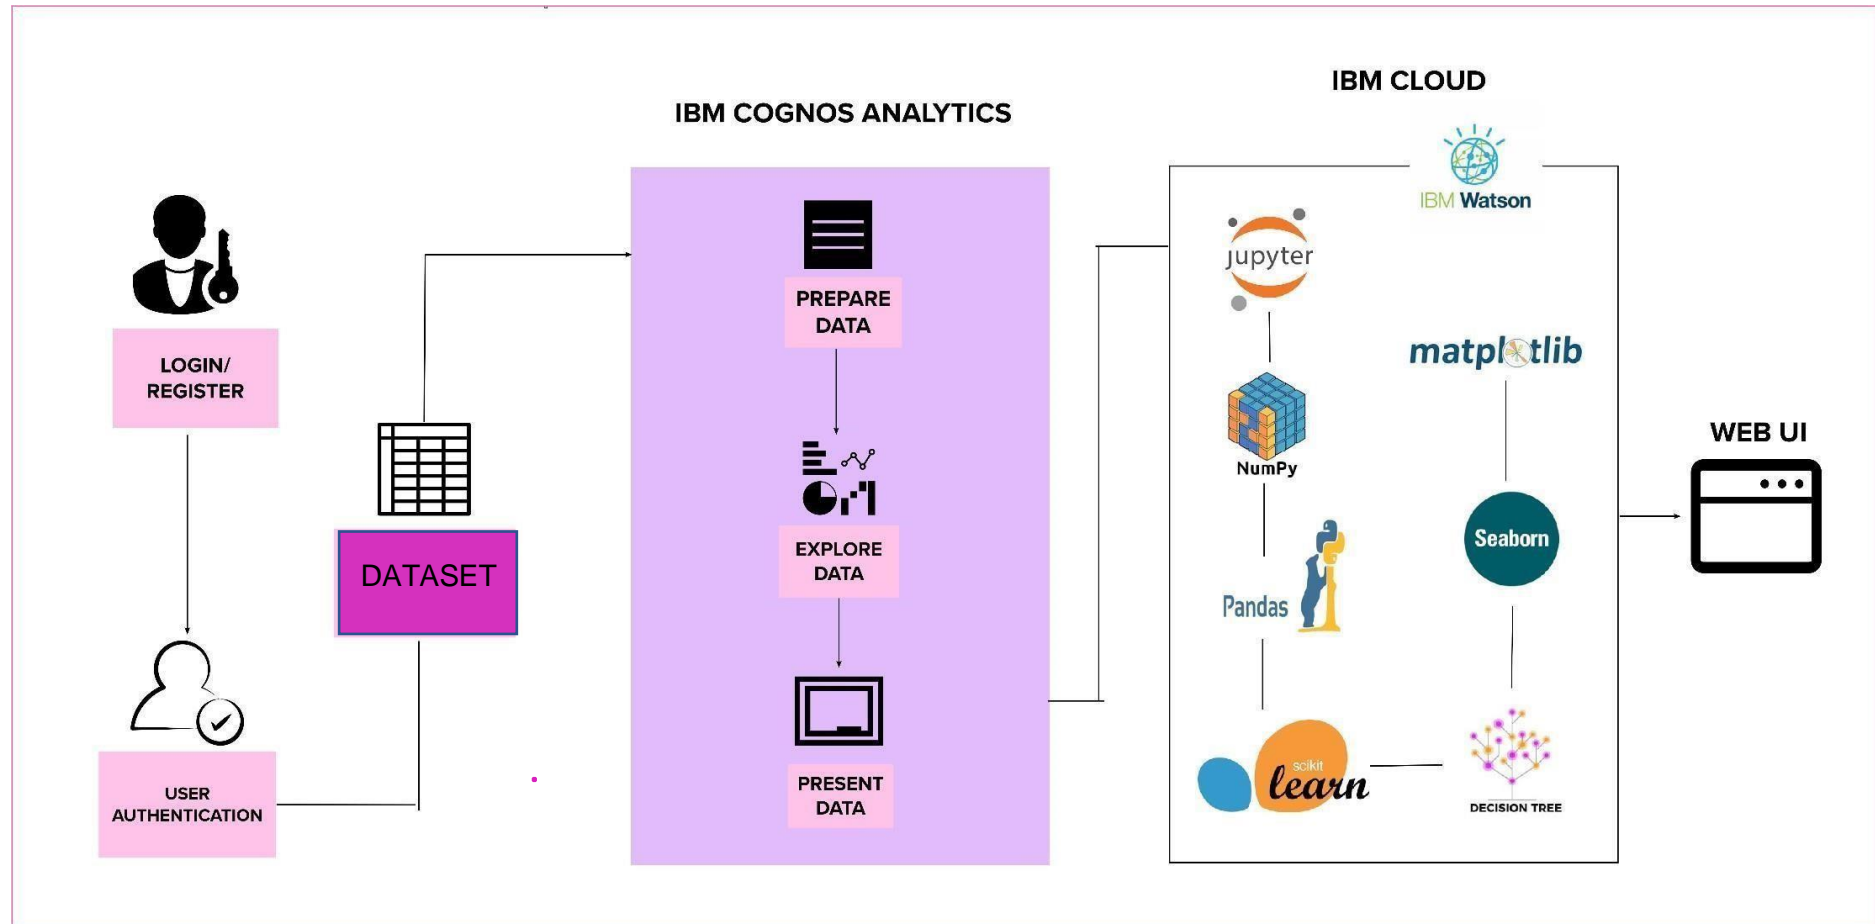 LOGIN/
REGISTER
USER
AUTHENTICATION
DATASET
IBM COGNOS ANALYTICS
PREPARE
DATA
EXPLORE
DATA
PRESENT
DATA
IBM CLOUD
IBM Watson
jupyter
NumPy
Pandas
scikit
learn
DECISION TREE
Seaborn
matplotlib
WEB UI